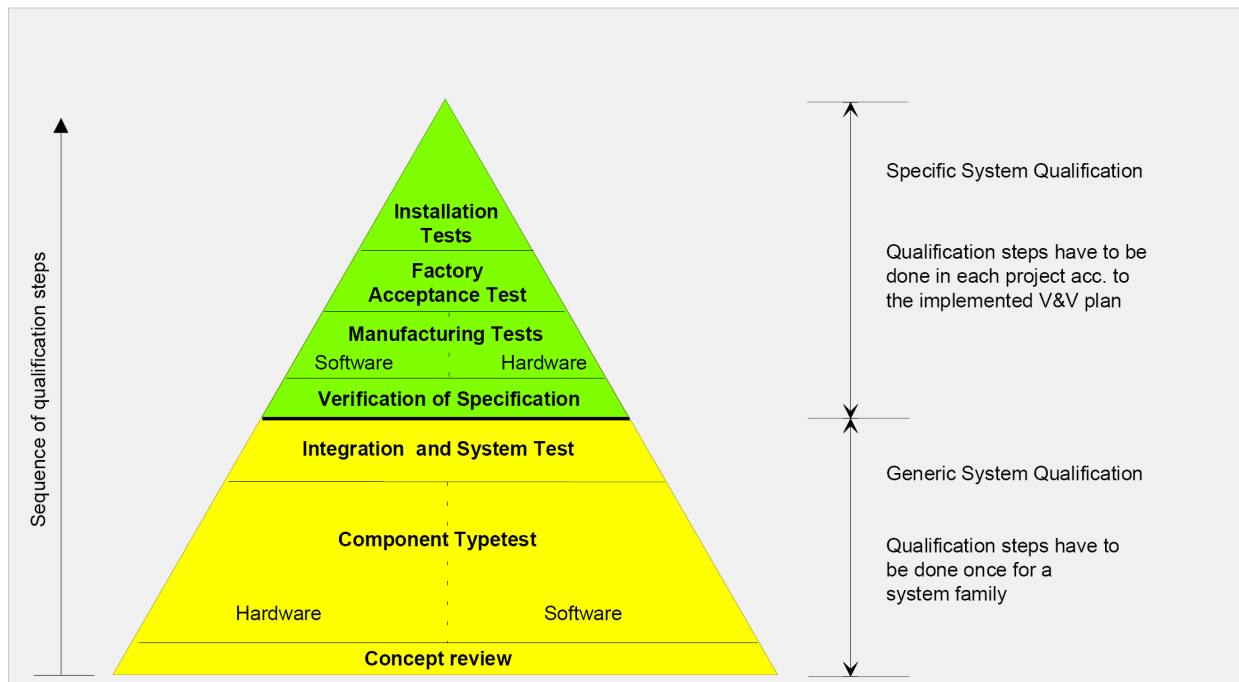 Sequence of qualification steps
Installation
Tests
Factory
Acceptance Test
Manufacturing Tests
Software Hardware
Verification of Specification
Integration and System Test
Component Typetest
Hardware Software
Concept review
Specific System Qualification
Qualification steps have to be
done in each project acc. to
the implemented V&V plan
Generic System Qualification
Qualification steps have to
be done once for a
system family